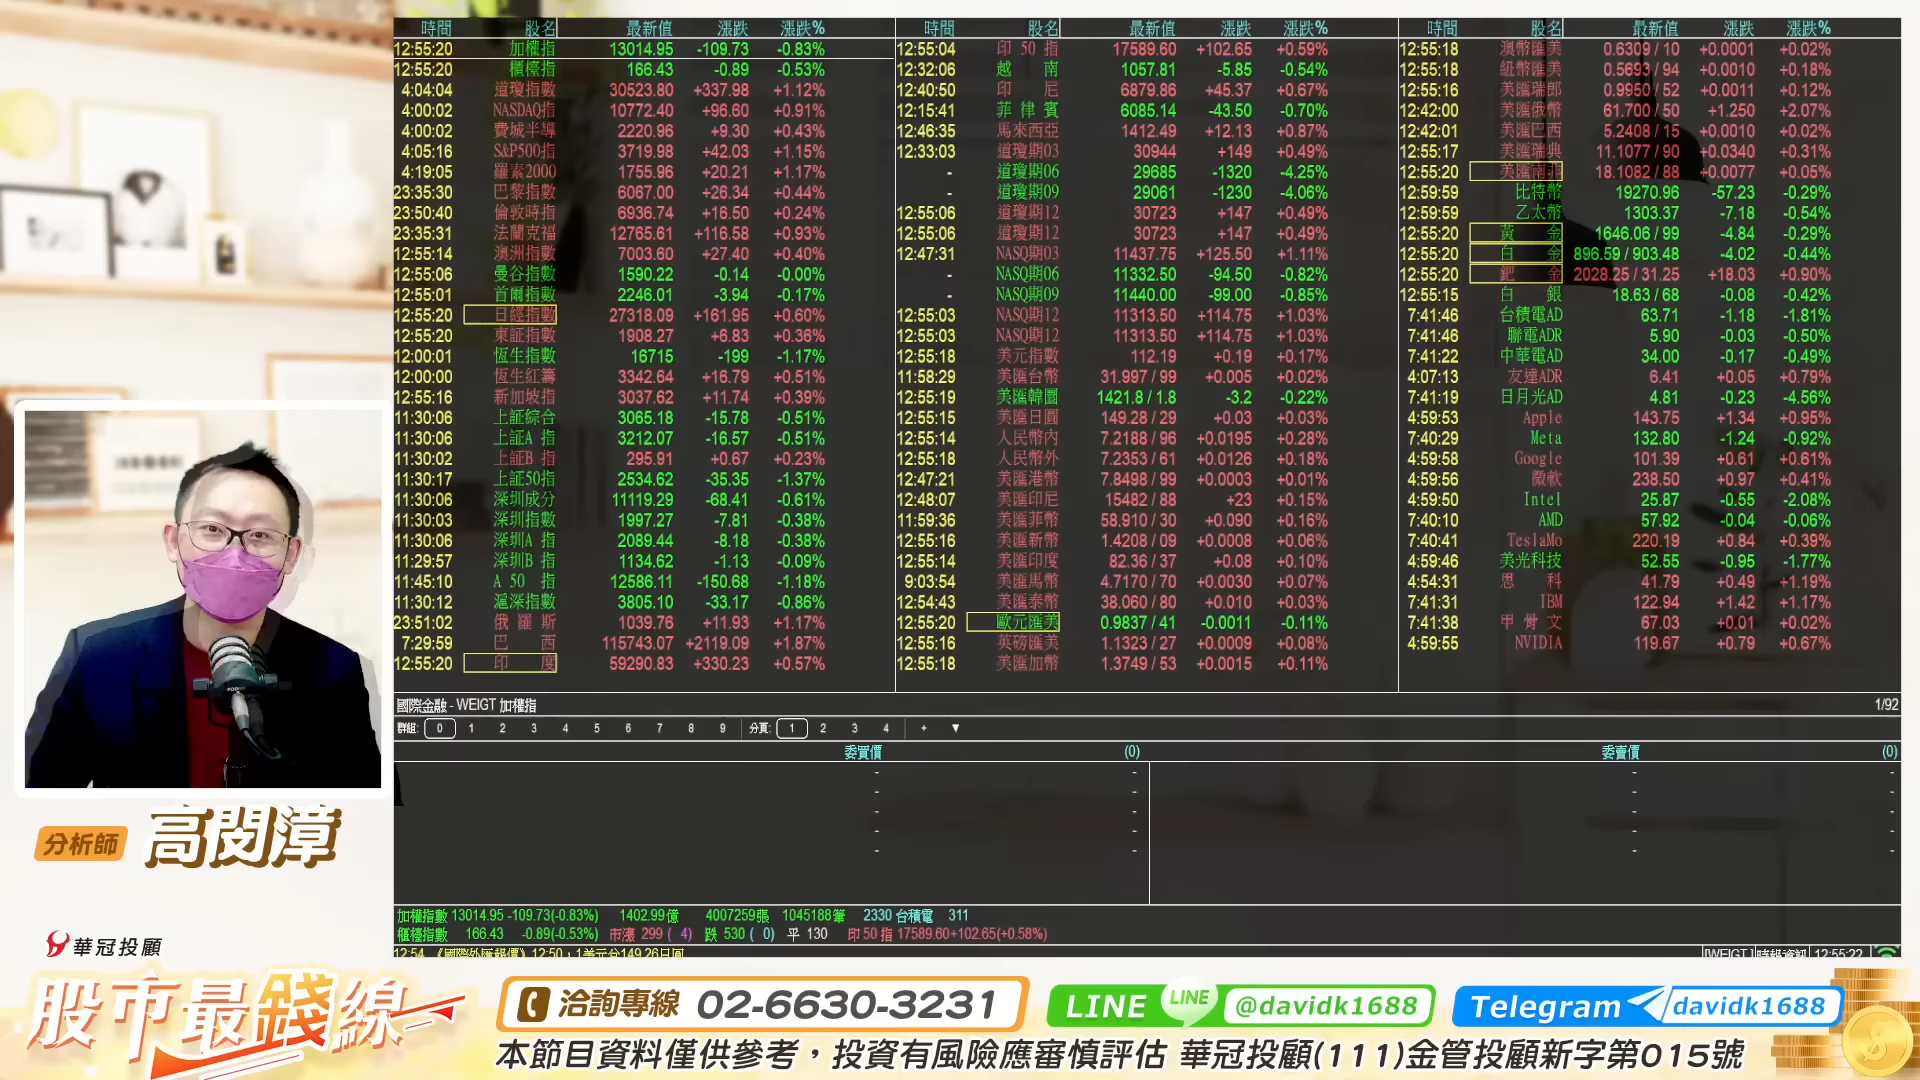 時間 股名 最新值 漲跌 漲跌%
12:55:20 加權指 13014.95 -109.73 -0.83%
12:55:20 櫃檯指 166.43 -0.89 -0.53%
4:04:04 道瓊指數 30523.80 +337.98 +1.12%
4:00:02 NASDAQ指 10772.40 +96.60 +0.91%
4:00:02 費城半導 2220.96 +9.30 +0.43%
4:05:16 S&P500指 3719.98 +42.03 +1.15%
4:19:05 羅素2000 1755.96 +20.21 +1.17%
23:35:30 巴黎指數 6067.00 +26.34 +0.44%
23:50:40 倫敦時指 6936.74 +16.50 +0.24%
23:35:31 法蘭克福 12765.61 +116.58 +0.93%
12:55:14 澳洲指數 7003.60 +27.40 +0.40%
12:55:06 曼谷指數 1590.22 -0.14 -0.00%
12:55:01 首爾指數 2246.01 -3.94 -0.17%
12:55:20 日經指數 27318.09 +161.95 +0.60%
12:55:20 東証指數 1908.27 +6.83 +0.36%
12:00:01 恆生指數 16715 -199 -1.17%
12:00:00 恆生紅籌 3342.64 +16.79 +0.51%
12:55:16 新加坡指 3037.62 +11.74 +0.39%
11:30:06 上証綜合 3065.18 -15.78 -0.51%
11:30:06 上証A 指 3212.07 -16.57 -0.51%
11:30:02 上証B 指 295.91 +0.67 +0.23%
11:30:17 上証50指 2534.62 -35.35 -1.37%
11:30:06 深圳成分 11119.29 -68.41 -0.61%
11:30:03 深圳指數 1997.27 -7.81 -0.38%
11:30:06 深圳A 指 2089.44 -8.18 -0.38%
11:29:57 深圳B 指 1134.62 -1.13 -0.09%
11:45:10 A 50 指 12586.11 -150.68 -1.18%
11:30:12 滬深指數 3805.10 -33.17 -0.86%
23:51:02 俄羅斯 1039.76 +11.93 +1.17%
7:29:59 巴 西 115743.07 +2119.09 +1.87%
12:55:20 印 度 59290.83 +330.23 +0.57%
時間 股名 最新值 漲跌 漲跌%
12:55:04 印 50 指 17589.60 +102.65 +0.59%
12:32:06 越 南 1057.81 -5.85 -0.54%
12:40:50 印 尼 6879.86 +45.37 +0.67%
12:15:41 菲律賓 6085.14 -43.50 -0.70%
12:46:35 馬來西亞 1412.49 +12.13 +0.87%
12:33:03 道瓊期03 30944 +149 +0.49%
- 道瓊期06 29685 -1320 -4.25%
- 道瓊期09 29061 -1230 -4.06%
12:55:06 道瓊期12 30723 +147 +0.49%
12:55:06 道瓊期12 30723 +147 +0.49%
12:47:31 NASQ期03 11437.75 +125.50 +1.11%
- NASQ期06 11332.50 -94.50 -0.82%
- NASQ期09 11440.00 -99.00 -0.85%
12:55:03 NASQ期12 11313.50 +114.75 +1.03%
12:55:03 NASQ期12 11313.50 +114.75 +1.03%
12:55:18 美元指數 112.19 +0.19 +0.17%
11:58:29 美匯台幣 31.997 / 99 +0.005 +0.02%
12:55:19 美匯韓圜 1421.8 / 1.8 -3.2 -0.22%
12:55:15 美匯日圓 149.28 / 29 +0.03 +0.03%
12:55:14 人民幣內 7.2188 / 96 +0.0195 +0.28%
12:55:18 人民幣外 7.2353 / 61 +0.0126 +0.18%
12:47:21 美匯港幣 7.8498 / 99 +0.0003 +0.01%
12:48:07 美匯印尼 15482 / 88 +23 +0.15%
11:59:36 美匯菲幣 58.910 / 30 +0.090 +0.16%
12:55:16 美匯新幣 1.4208 / 09 +0.0008 +0.06%
12:55:14 美匯印度 82.36 / 37 +0.08 +0.10%
9:03:54 美匯馬幣 4.7170 / 70 +0.0030 +0.07%
12:54:43 美匯泰幣 38.060 / 80 +0.010 +0.03%
12:55:20 歐元匯美 0.9837 / 41 -0.0011 -0.11%
12:55:16 英磅匯美 1.1323 / 27 +0.0009 +0.08%
12:55:18 美匯加幣 1.3749 / 53 +0.0015 +0.11%
時間 股名 最新值 漲跌 漲跌%
12:55:18 澳幣匯美 0.6309 / 10 +0.0001 +0.02%
12:55:18 紐幣匯美 0.5693 / 94 +0.0010 +0.18%
12:55:16 美匯瑞郎 0.9950 / 52 +0.0011 +0.12%
12:42:00 美匯俄幣 61.700 / 50 +1.250 +2.07%
12:42:01 美匯巴西 5.2408 / 15 +0.0010 +0.02%
12:55:17 美匯瑞典 11.1077 / 90 +0.0340 +0.31%
12:55:20 美匯南非 18.1082 / 88 +0.0077 +0.05%
12:59:59 比特幣 19270.96 -57.23 -0.29%
12:59:59 乙太幣 1303.37 -7.18 -0.54%
12:55:20 黃 金 1646.06 / 99 -4.84 -0.29%
12:55:20 白 金 896.59 / 903.48 -4.02 -0.44%
12:55:20 鈀 金 2028.25 / 31.25 +18.03 +0.90%
12:55:15 白 銀 18.63 / 68 -0.08 -0.42%
7:41:46 台積電AD 63.71 -1.18 -1.81%
7:41:46 聯電ADR 5.90 -0.03 -0.50%
7:41:22 中華電AD 34.00 -0.17 -0.49%
4:07:13 友達ADR 6.41 +0.05 +0.79%
7:41:19 日月光AD 4.81 -0.23 -4.56%
4:59:53 Apple 143.75 +1.34 +0.95%
7:40:29 Meta 132.80 -1.24 -0.92%
4:59:58 Google 101.39 +0.61 +0.61%
4:59:56 微軟 238.50 +0.97 +0.41%
4:59:50 Intel 25.87 -0.55 -2.08%
7:40:10 AMD 57.92 -0.04 -0.06%
7:40:41 TeslaMo 220.19 +0.84 +0.39%
4:59:46 美光科技 52.55 -0.95 -1.77%
4:54:31 思 科 41.79 +0.49 +1.19%
7:41:31 IBM 122.94 +1.42 +1.17%
7:41:38 甲骨文 67.03 +0.01 +0.02%
4:59:55 NVIDIA 119.67 +0.79 +0.67%
國際金融 - WEIGT 加權指 1/92
群組: 0 1 2 3 4 5 6 7 8 9 分頁: 1 2 3 4 + ▼
委買價 (0) 委賣價 (0)
- - - -
- - - -
- - - -
- - - -
- - - -
加權指數 13014.95 -109.73(-0.83%) 1402.99億 4007259張 1045188筆 2330 台積電 311
櫃檯指數 166.43 -0.89(-0.53%) 市漲 299 ( 4) 跌 530 ( 0) 平 130 印 50 指 17589.60+102.65(+0.58%)
12:54 《國際外匯報價》12:50，1美元兌149.26日圓 [WEIGT] 時報資訊 12:55:22
分析師 高閔漳
華冠投顧
股市最錢線
洽詢專線 02-6630-3231
LINE LINE @davidk1688
Telegram davidk1688
本節目資料僅供參考，投資有風險應審慎評估 華冠投顧(111)金管投顧新字第015號